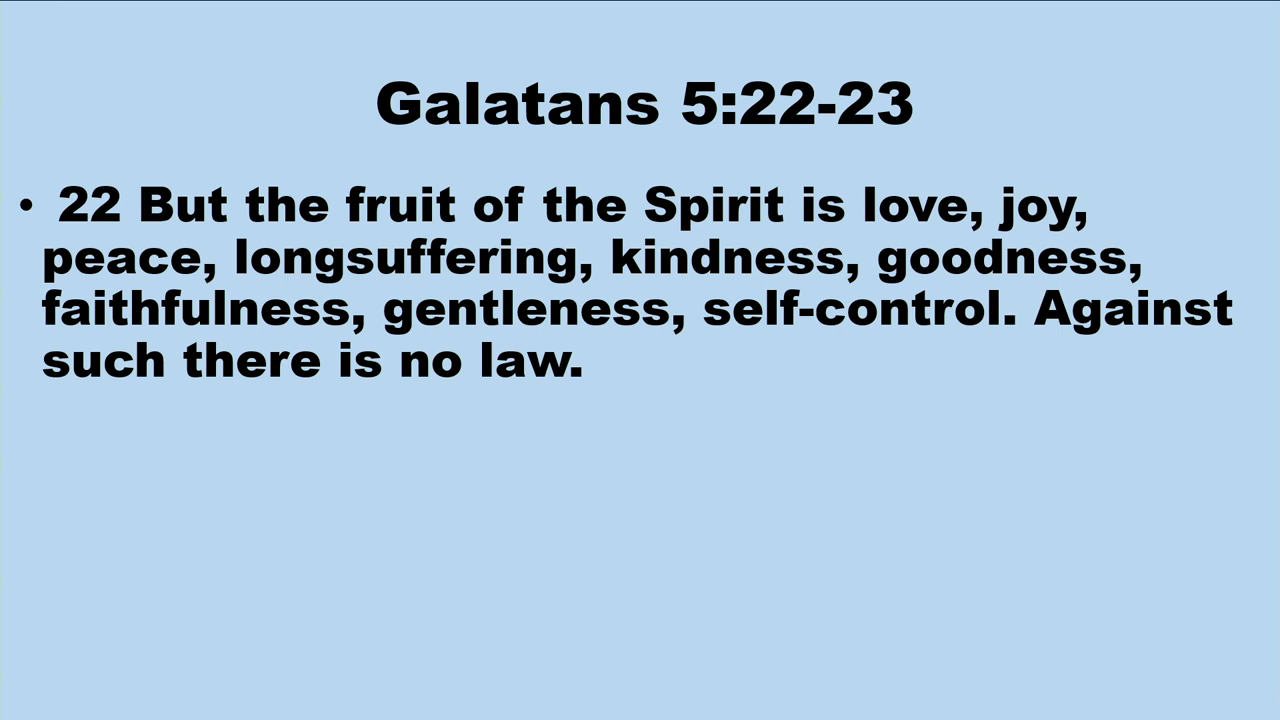 Galatans 5:22-23
• 22 But the fruit of the Spirit is love, joy,
peace, longsuffering, kindness, goodness,
faithfulness, gentleness, self-control. Against
such there is no law.